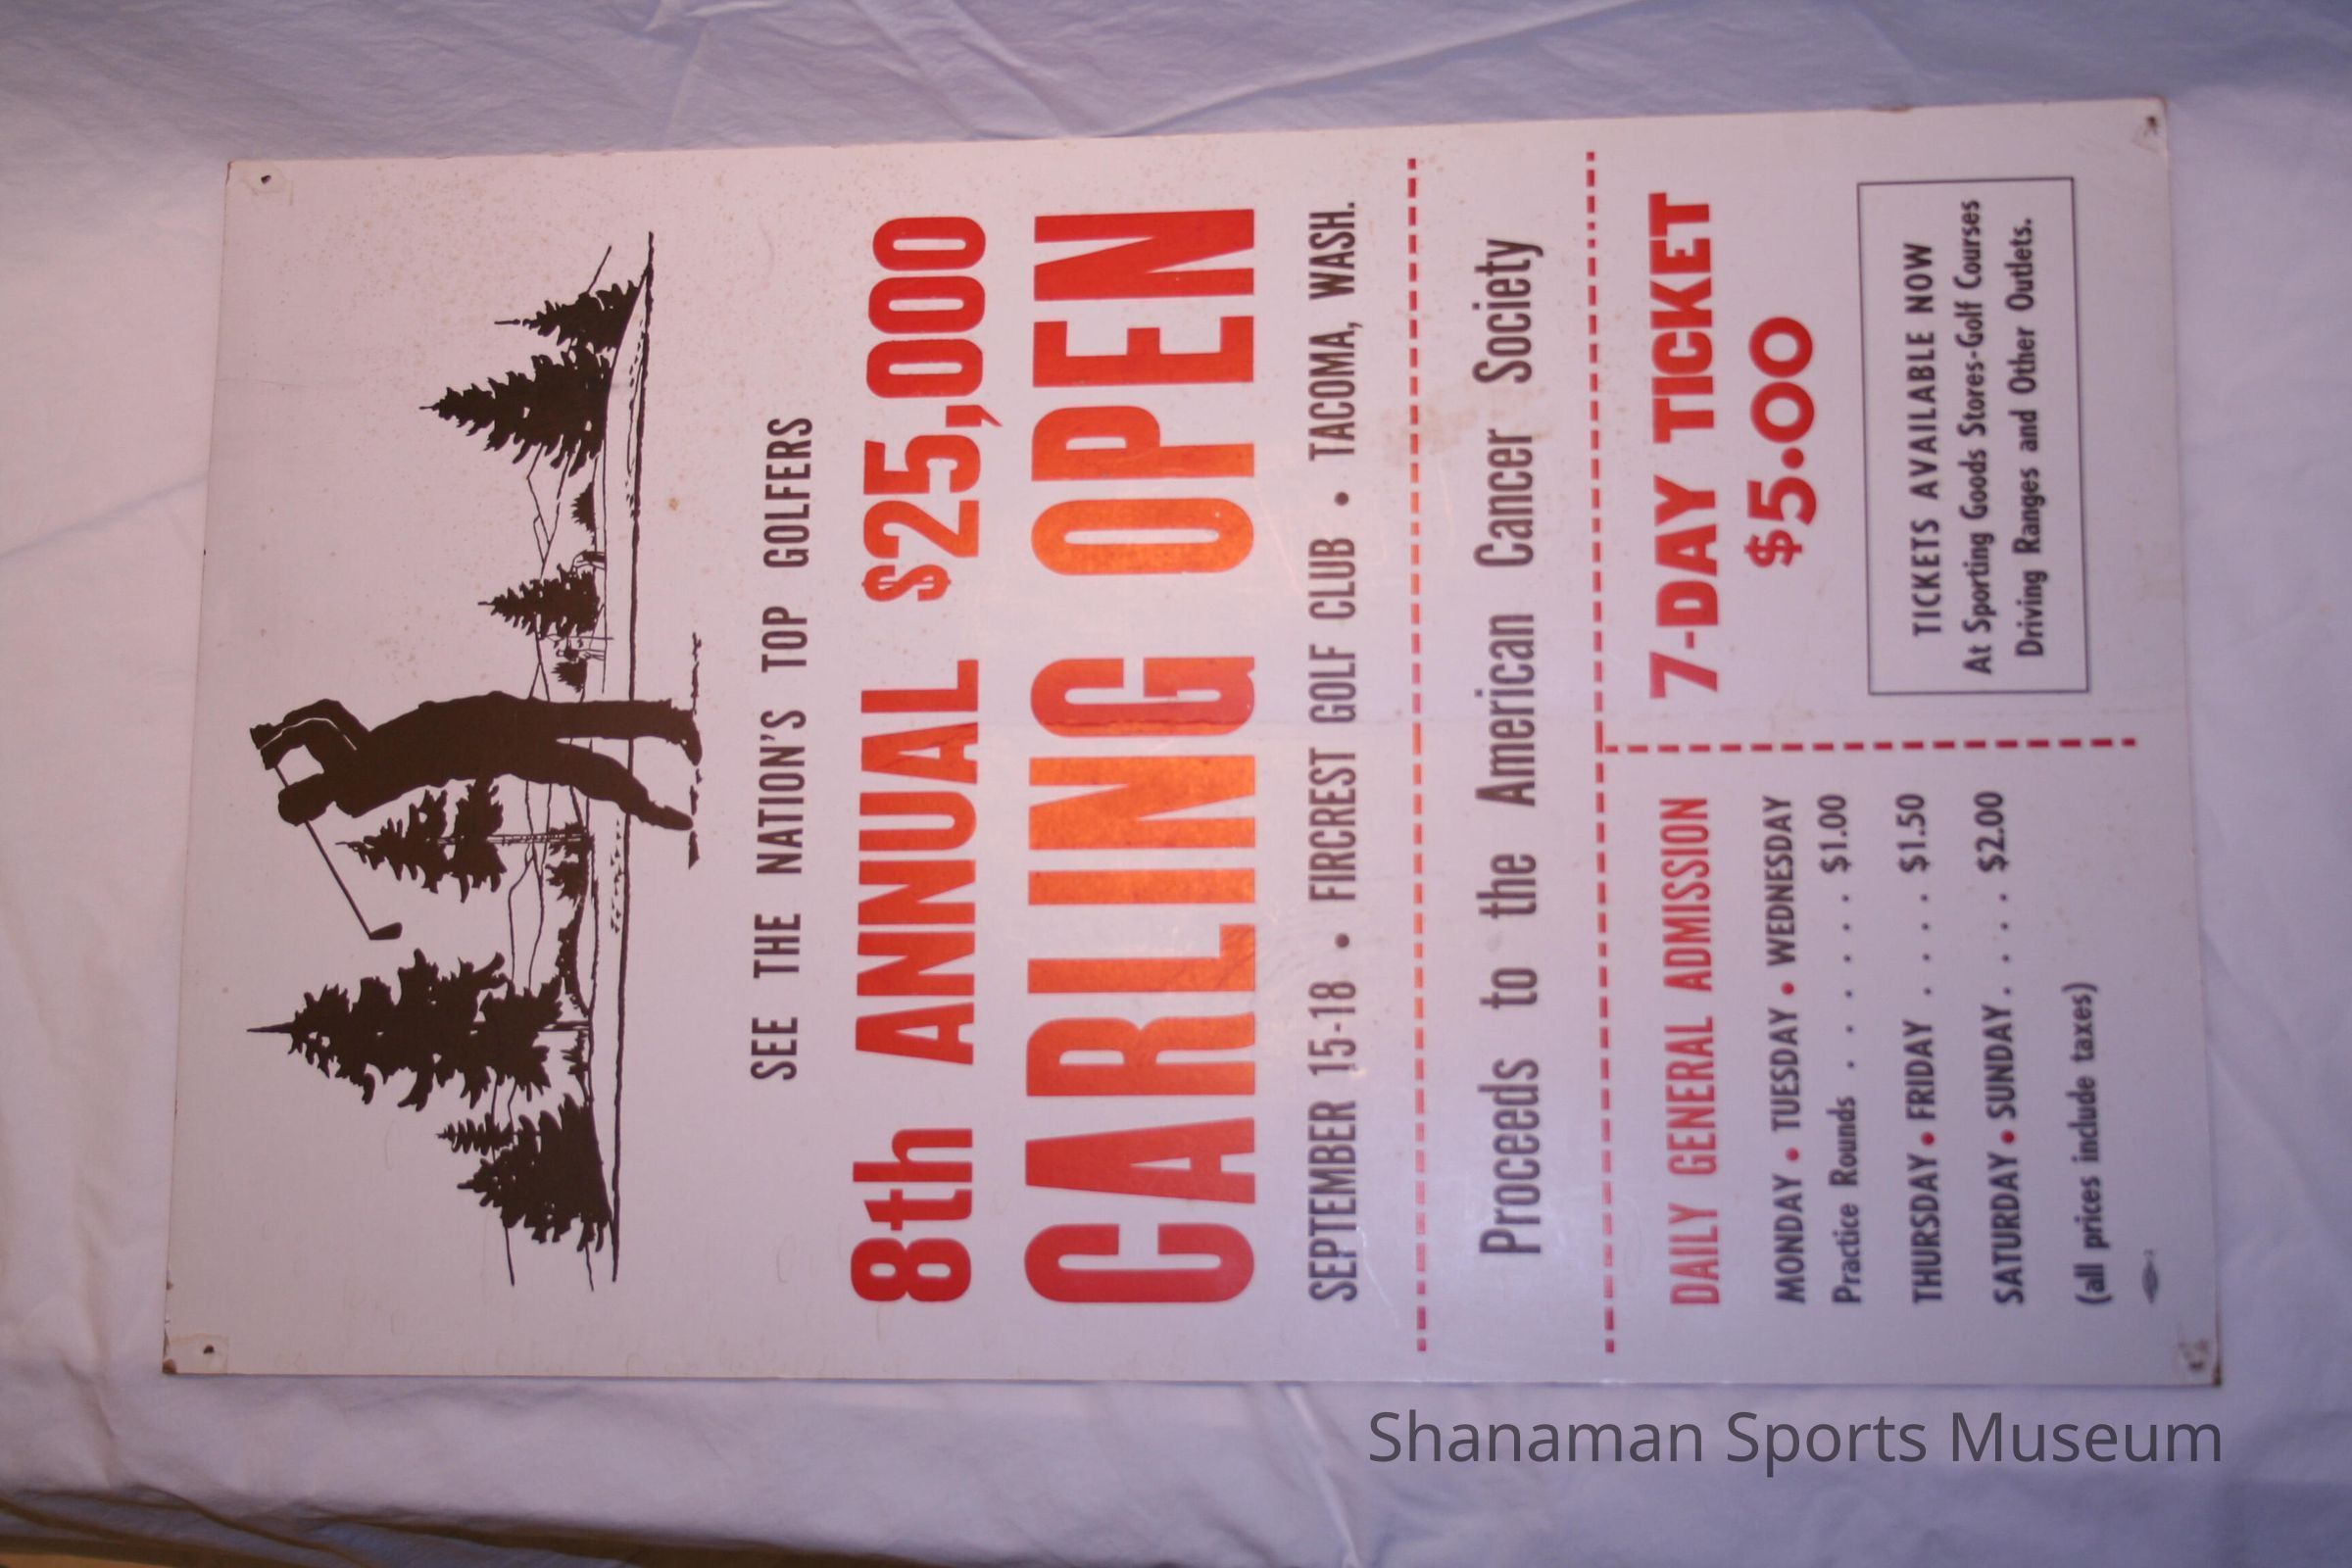 SEE THE NATION'S TOP GOLFERS
8th ANNUAL $25,000
CARLING OPEN
SEPTEMBER 15-18 • FIRCREST GOLF CLUB • TACOMA, WASH.
Proceeds to the American Cancer Society
DAILY GENERAL ADMISSION
MONDAY • TUESDAY • WEDNESDAY
Practice Rounds . . . . . . . $1.00
THURSDAY • FRIDAY . . . . $1.50
SATURDAY • SUNDAY . . . . $2.00
(all prices include taxes)
7-DAY TICKET
$5.00
TICKETS AVAILABLE NOW
At Sporting Goods Stores-Golf Courses
Driving Ranges and Other Outlets.
Shanaman Sports Museum